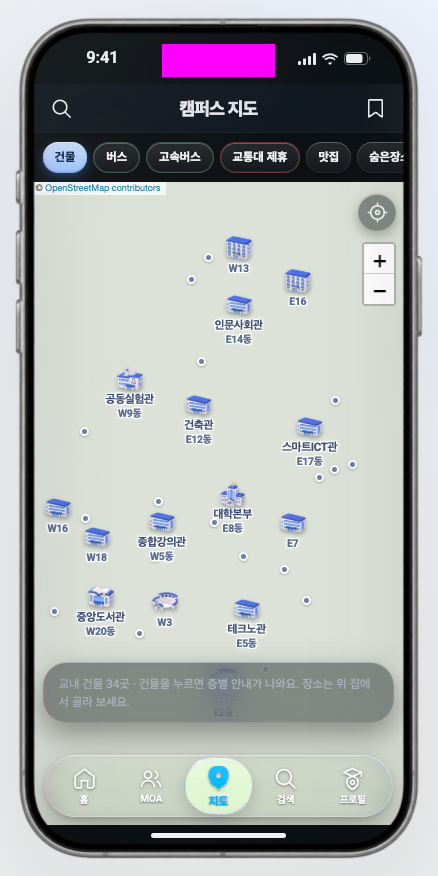 9:41
캠퍼스 지도
건물
버스
고속버스
교통대 제휴
맛집
숨은장소
© OpenStreetMap contributors
+
−
W13
E16
인문사회관
E14동
공동실험관
W9동
건축관
E12동
스마트ICT관
E17동
W16
W18
종합강의관
W5동
대학본부
E8동
E7
중앙도서관
W20동
W3
테크노관
E5동
E2동
교내 건물 34곳 · 건물을 누르면 층별 안내가 나와요. 장소는 위 칩에
서 골라 보세요.
홈
MOA
지도
검색
프로필